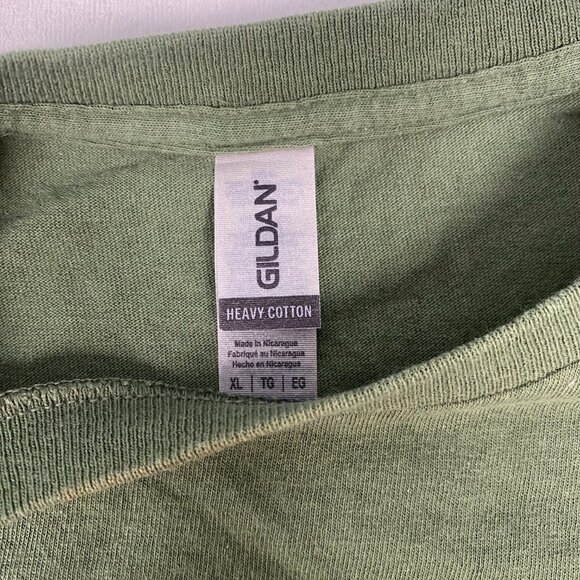 GILDAN®
HEAVY COTTON
Made in Nicaragua
Fabriqué au Nicaragua
Hecho en Nicaragua
XL | TG | EG